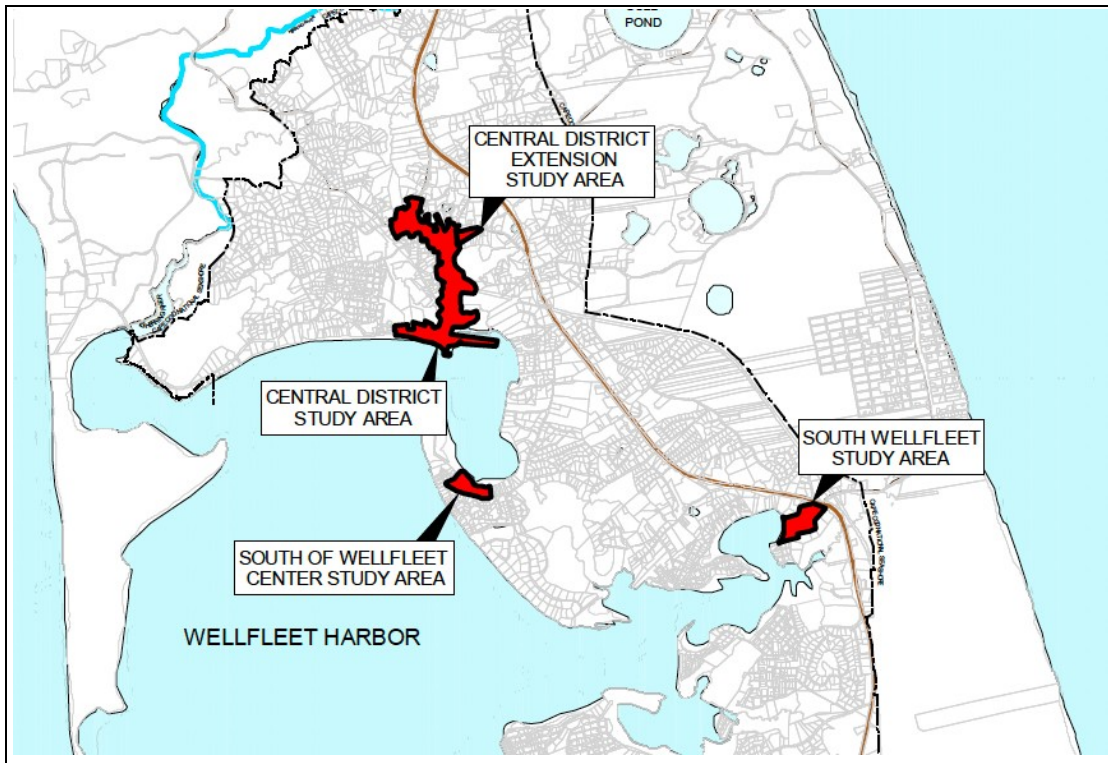 POND
CENTRAL DISTRICT
EXTENSION
STUDY AREA
CENTRAL DISTRICT
STUDY AREA
SOUTH WELLFLEET
STUDY AREA
SOUTH OF WELLFLEET
CENTER STUDY AREA
WELLFLEET HARBOR